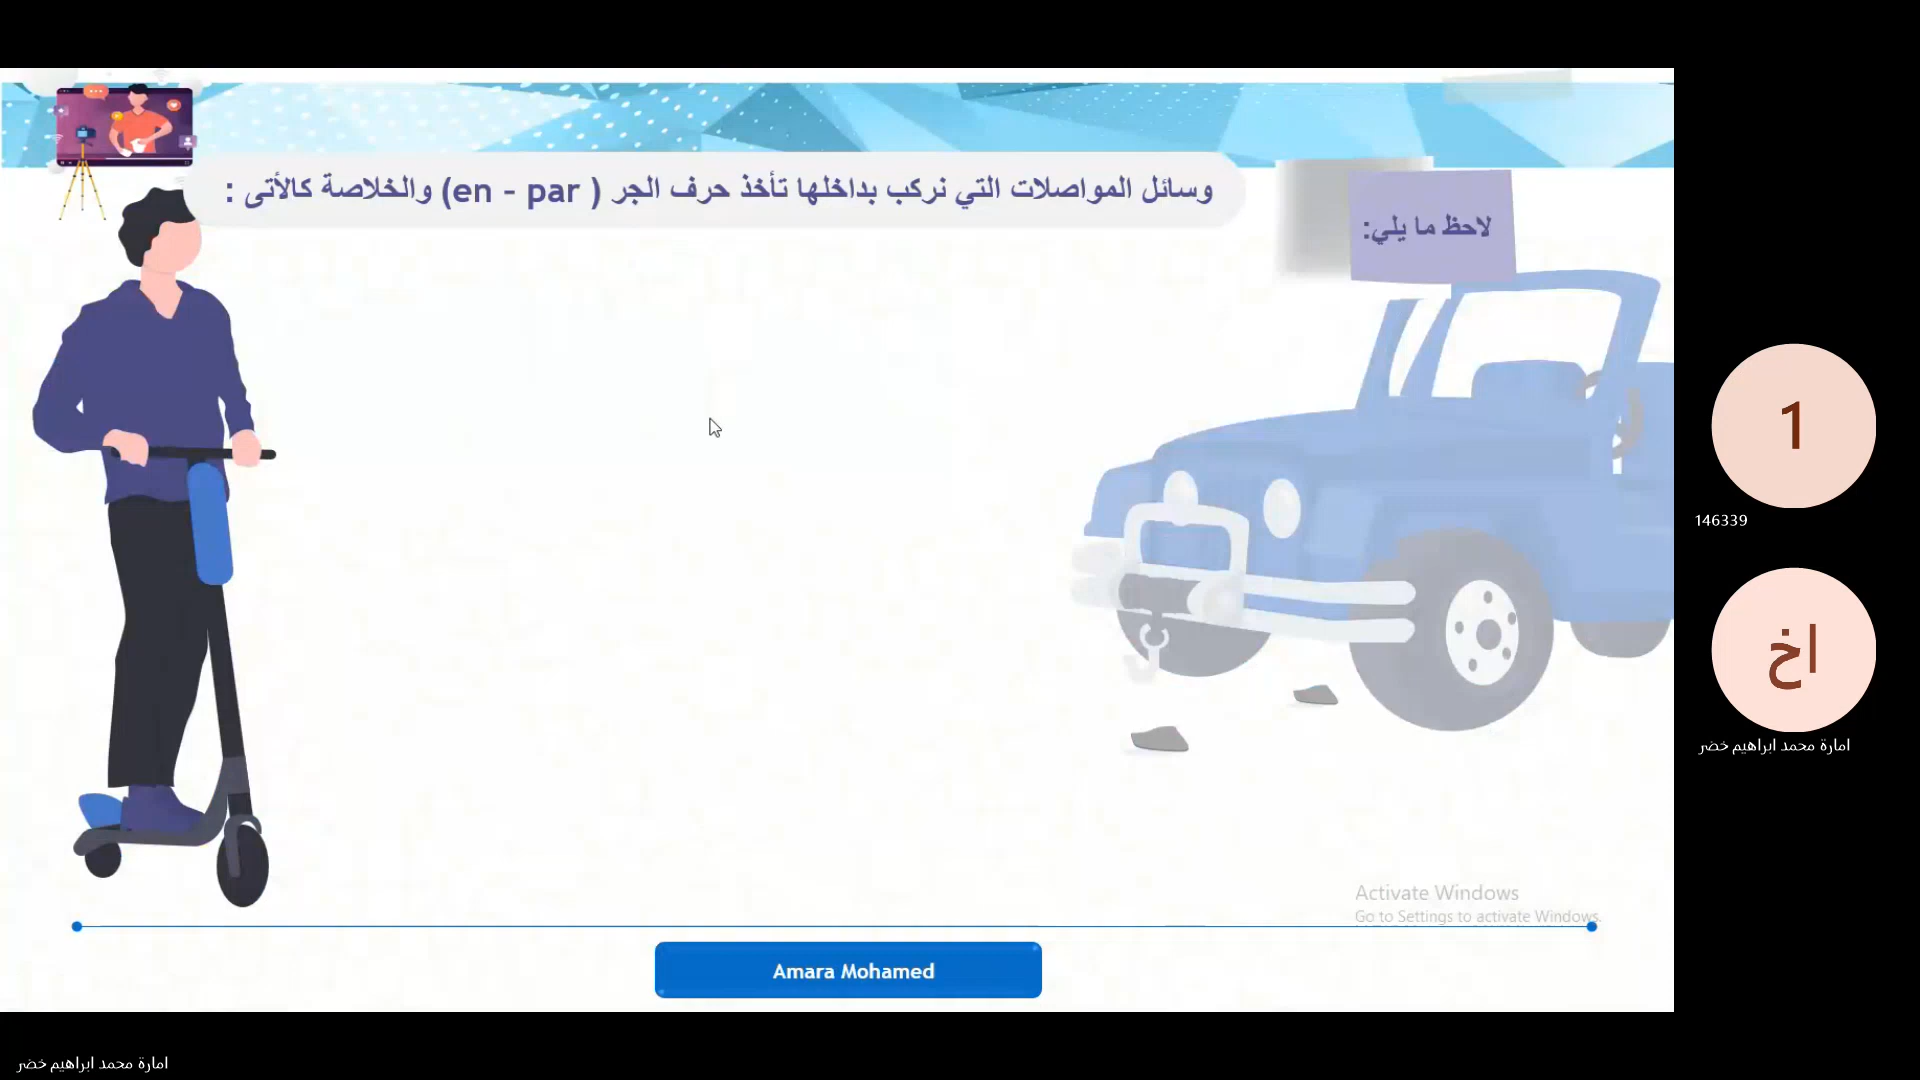 وسائل المواصلات التي نركب بداخلها تأخذ حرف الجر ( en - par) والخلاصة كالأتى :
لاحظ ما يلي:
1
146339
اخ
امارة محمد ابراهيم خضر
Activate Windows
Go to Settings to activate Windows.
Amara Mohamed
امارة محمد ابراهيم خضر